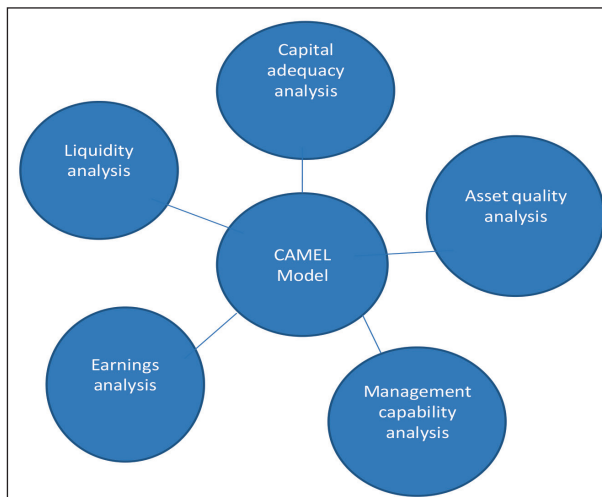 Capital
adequacy
analysis
Liquidity
analysis
Asset quality
analysis
CAMEL
Model
Earnings
analysis
Management
capability
analysis